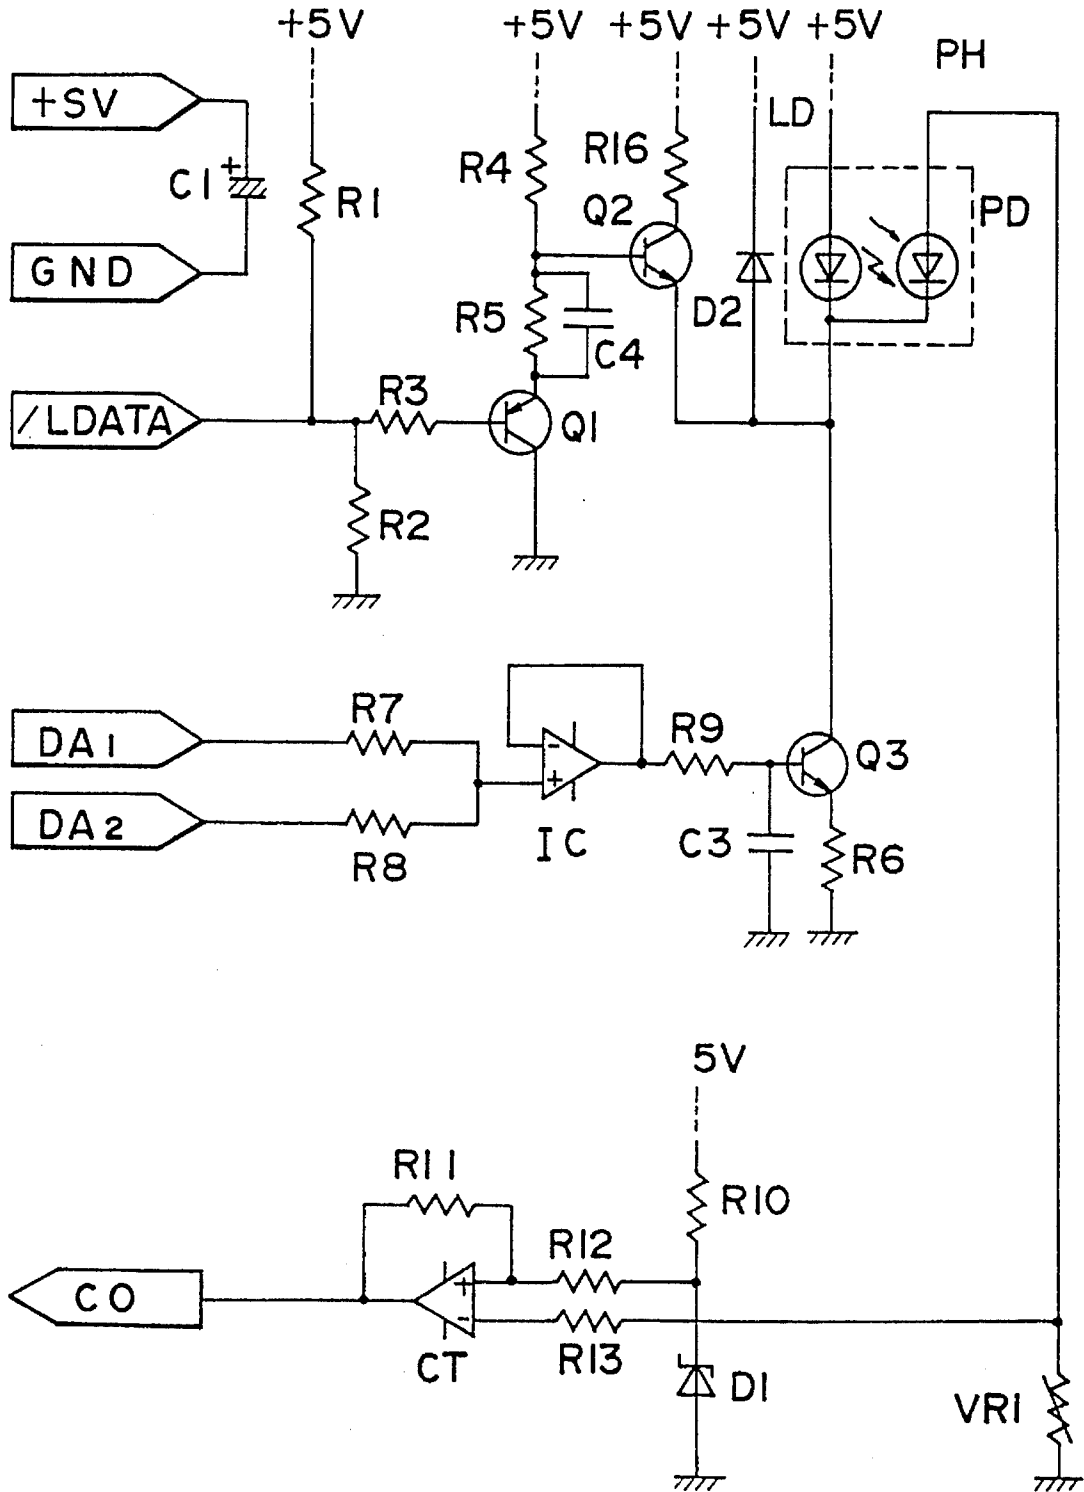 +5V
+5V
+5V
+5V
+5V
PH
+SV
LD
C1
+
R1
R4
R16
Q2
PD
GND
R5
C4
D2
/LDATA
R3
Q1
R2
DA1
R7
-
+
IC
R9
Q3
DA2
R8
C3
R6
5V
R11
R10
R12
CO
+
-
CT
R13
D1
VR1